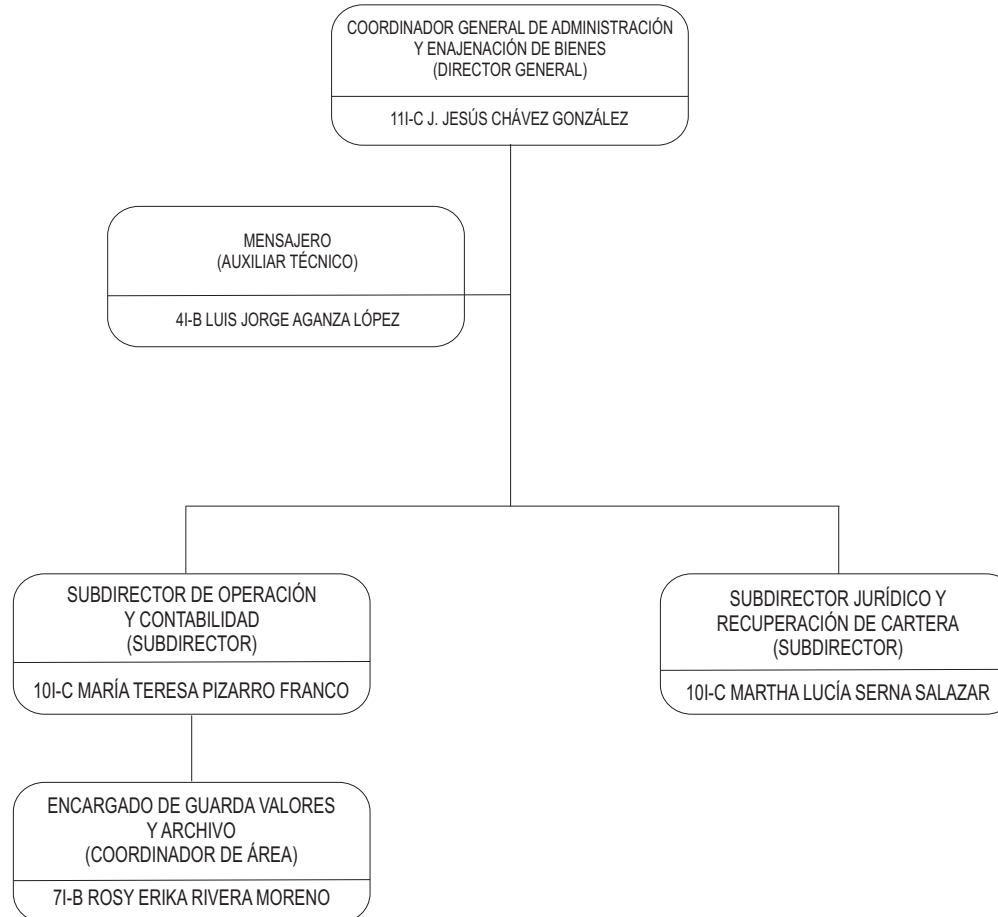 COORDINADOR GENERAL DE ADMINISTRACIÓN
Y ENAJENACIÓN DE BIENES
(DIRECTOR GENERAL)
11I-C J. JESÚS CHÁVEZ GONZÁLEZ
MENSAJERO
(AUXILIAR TÉCNICO)
4I-B LUIS JORGE AGANZA LÓPEZ
SUBDIRECTOR DE OPERACIÓN
Y CONTABILIDAD
(SUBDIRECTOR)
10I-C MARÍA TERESA PIZARRO FRANCO
SUBDIRECTOR JURÍDICO Y
RECUPERACIÓN DE CARTERA
(SUBDIRECTOR)
10I-C MARTHA LUCÍA SERNA SALAZAR
ENCARGADO DE GUARDA VALORES
Y ARCHIVO
(COORDINADOR DE ÁREA)
7I-B ROSY ERIKA RIVERA MORENO